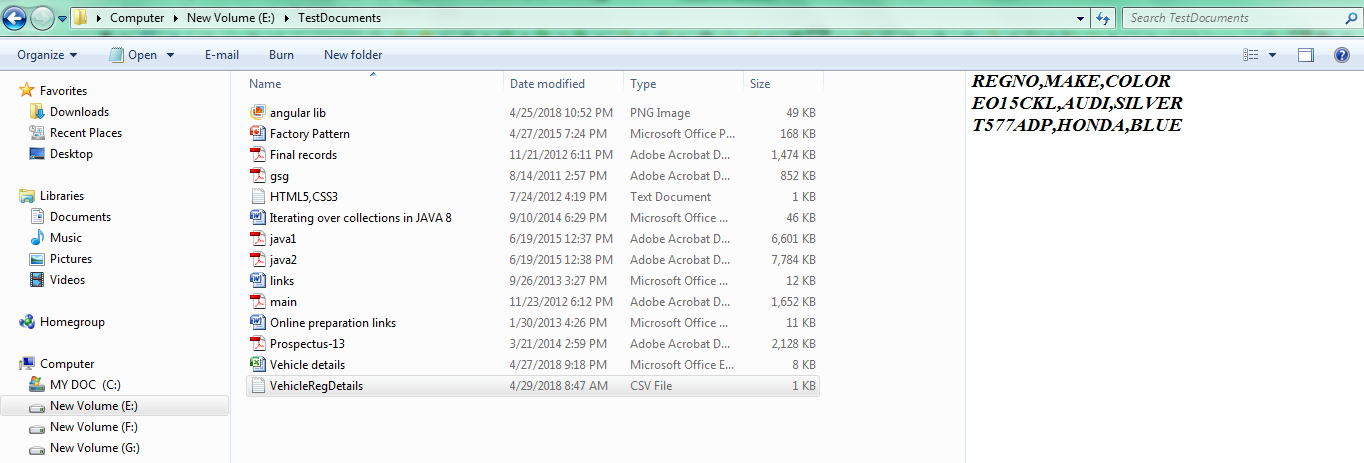 Computer New Volume (E:) TestDocuments Search TestDocuments
Organize Open E-mail Burn New folder
Favorites
Downloads
Recent Places
Desktop
Libraries
Documents
Music
Pictures
Videos
Homegroup
Computer
MY DOC (C:)
New Volume (E:)
New Volume (F:)
New Volume (G:)
Name Date modified Type Size
angular lib 4/25/2018 10:52 PM PNG Image 49 KB
Factory Pattern 4/27/2015 7:24 PM Microsoft Office P... 168 KB
Final records 11/21/2012 6:11 PM Adobe Acrobat D... 1,474 KB
gsg 8/14/2011 2:57 PM Adobe Acrobat D... 852 KB
HTML5,CSS3 7/24/2012 4:19 PM Text Document 1 KB
Iterating over collections in JAVA 8 9/10/2014 6:29 PM Microsoft Office ... 46 KB
java1 6/19/2015 12:37 PM Adobe Acrobat D... 6,601 KB
java2 6/19/2015 12:38 PM Adobe Acrobat D... 7,784 KB
links 9/26/2013 3:27 PM Microsoft Office ... 12 KB
main 11/23/2012 6:12 PM Adobe Acrobat D... 1,652 KB
Online preparation links 1/30/2013 4:26 PM Microsoft Office ... 11 KB
Prospectus-13 3/21/2014 2:59 PM Adobe Acrobat D... 2,128 KB
Vehicle details 4/27/2018 9:18 PM Microsoft Office E... 8 KB
VehicleRegDetails 4/29/2018 8:47 AM CSV File 1 KB
REGNO,MAKE,COLOR
EO15CKL,AUDI,SILVER
T577ADP,HONDA,BLUE